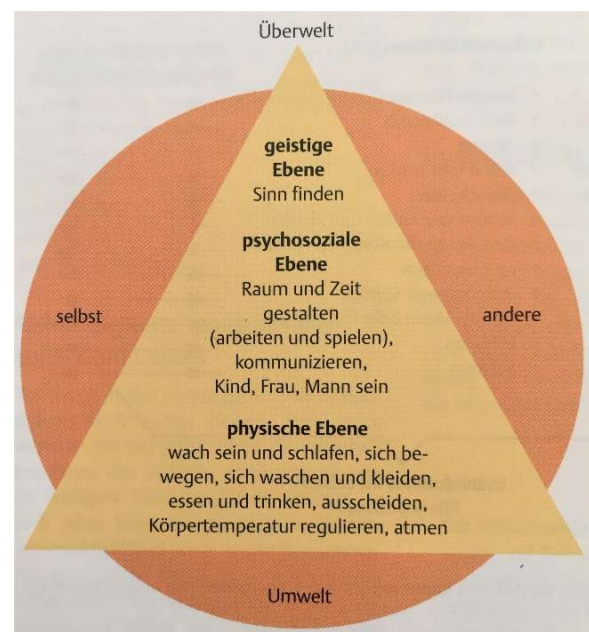 Überwelt
geistige
Ebene
Sinn finden
psychosoziale
Ebene
Raum und Zeit
gestalten
(arbeiten und spielen),
kommunizieren,
Kind, Frau, Mann sein
selbst
andere
physische Ebene
wach sein und schlafen, sich be-
wegen, sich waschen und kleiden,
essen und trinken, ausscheiden,
Körpertemperatur regulieren, atmen
Umwelt